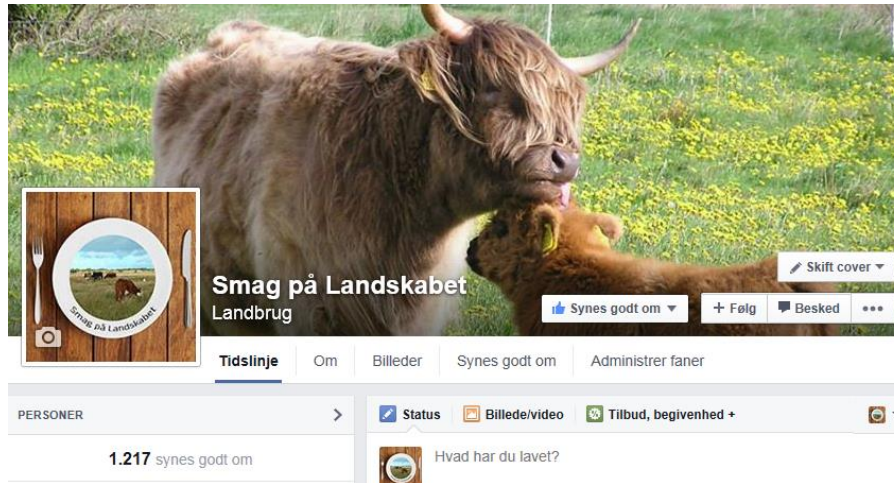 Skift cover
Smag på Landskabet
Landbrug
Synes godt om
+ Følg
Besked
Smag på Landskabet
Tidslinje
Om
Billeder
Synes godt om
Administrer faner
PERSONER
Status
Billede/video
Tilbud, begivenhed +
1.217 synes godt om
Hvad har du lavet?